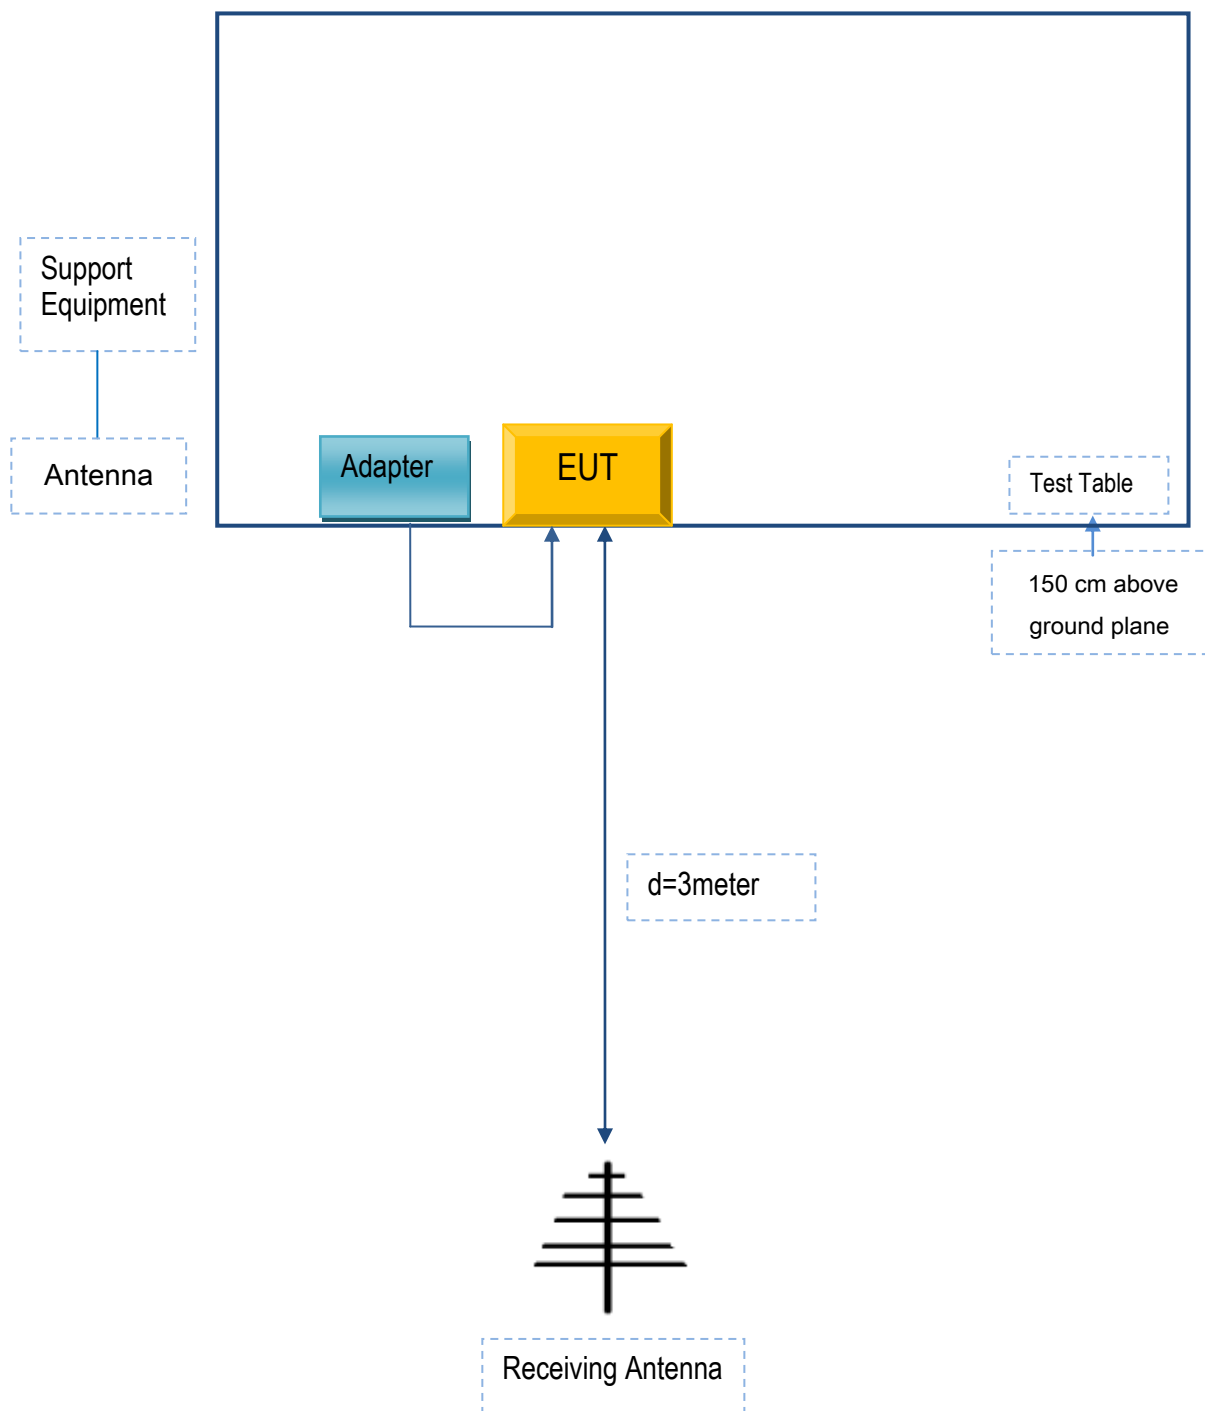 Support
Equipment
Antenna
Adapter
EUT
Test Table
150 cm above
ground plane
d=3meter
Receiving Antenna